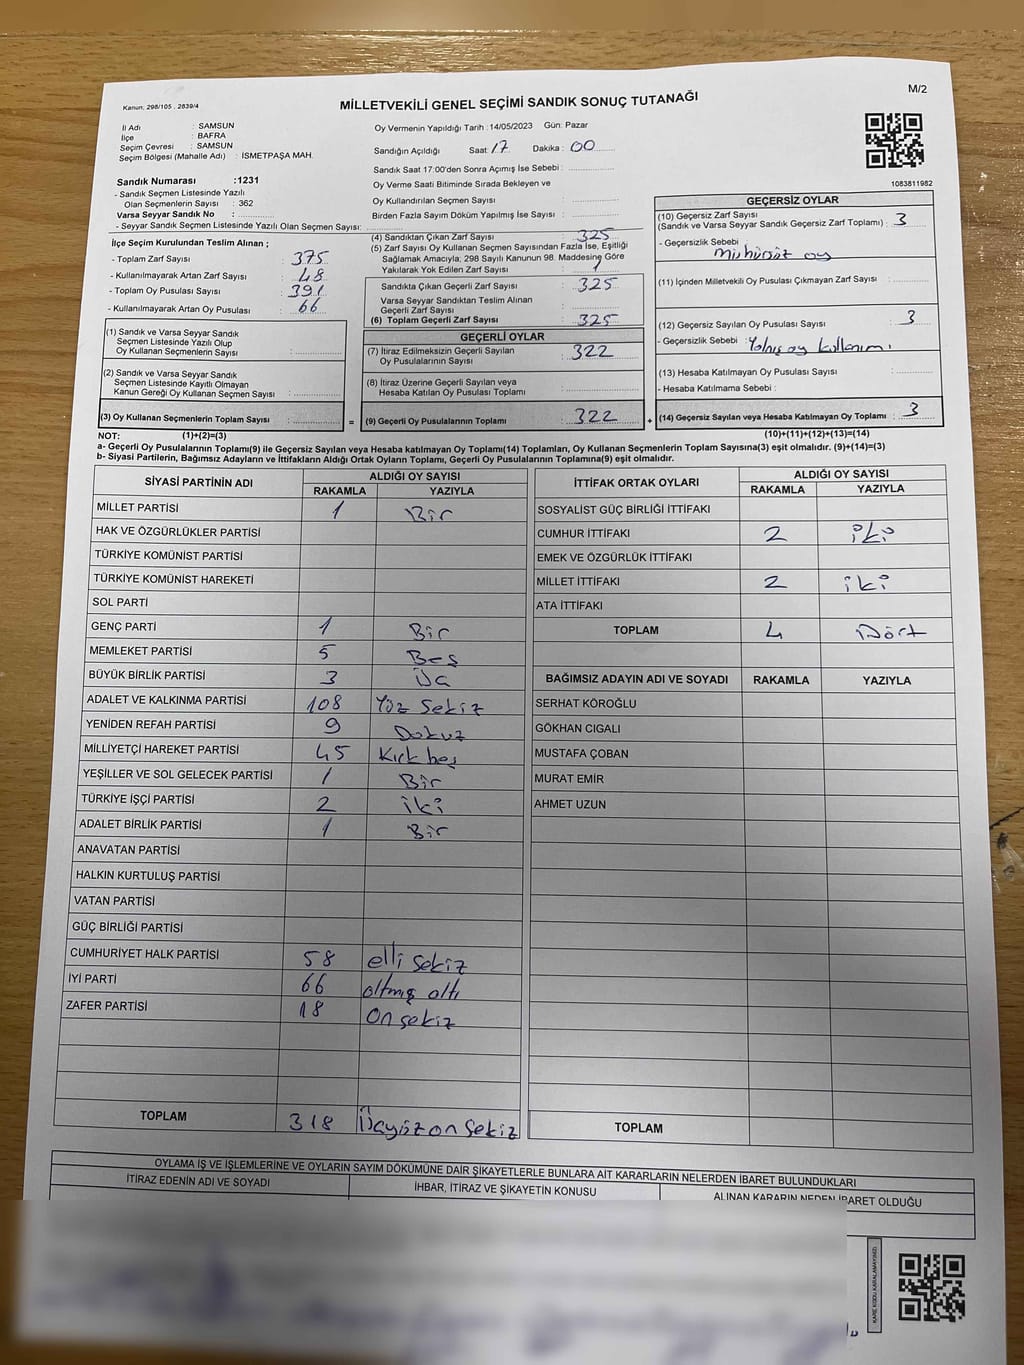 M/2
Kanun: 298/105 , 2839/4
MİLLETVEKİLİ GENEL SEÇİMİ SANDIK SONUÇ TUTANAĞI
İl Adı : SAMSUN
İlçe : BAFRA
Seçim Çevresi : SAMSUN
Seçim Bölgesi (Mahalle Adı) : İSMETPAŞA MAH.
Oy Vermenin Yapıldığı Tarih :14/05/2023 Gün: Pazar
Sandığın Açıldığı Saat: 17 Dakika : 00
Sandık Saat 17:00'den Sonra Açılmış İse Sebebi :
Oy Verme Saati Bitiminde Sırada Bekleyen ve
Oy Kullandırılan Seçmen Sayısı :
Birden Fazla Sayım Döküm Yapılmış İse Sayısı :
Sandık Numarası :1231
- Sandık Seçmen Listesinde Yazılı
Olan Seçmenlerin Sayısı : 362
Varsa Seyyar Sandık No :
- Seyyar Sandık Seçmen Listesinde Yazılı Olan Seçmen Sayısı:
1083811982
İlçe Seçim Kurulundan Teslim Alınan ;
- Toplam Zarf Sayısı : 375
- Kullanılmayarak Artan Zarf Sayısı : 48
- Toplam Oy Pusulası Sayısı : 391
- Kullanılmayarak Artan Oy Pusulası : 66
(1) Sandık ve Varsa Seyyar Sandık
Seçmen Listesinde Yazılı Olup
Oy Kullanan Seçmenlerin Sayısı :
(2) Sandık ve Varsa Seyyar Sandık
Seçmen Listesinde Kayıtlı Olmayan
Kanun Gereği Oy Kullanan Seçmen Sayısı :
(3) Oy Kullanan Seçmenlerin Toplam Sayısı :
(4) Sandıktan Çıkan Zarf Sayısı : 325
(5) Zarf Sayısı Oy Kullanan Seçmen Sayısından Fazla İse, Eşitliği
Sağlamak Amacıyla; 298 Sayılı Kanunun 98. Maddesine Göre
Yakılarak Yok Edilen Zarf Sayısı :
Sandıkta Çıkan Geçerli Zarf Sayısı : 325
Varsa Seyyar Sandıktan Teslim Alınan
Geçerli Zarf Sayısı :
(6) Toplam Geçerli Zarf Sayısı : 325
GEÇERLİ OYLAR
(7) İtiraz Edilmeksizin Geçerli Sayılan
Oy Pusulalarının Sayısı : 322
(8) İtiraz Üzerine Geçerli Sayılan veya
Hesaba Katılan Oy Pusulası Toplamı :
= (9) Geçerli Oy Pusulalarının Toplamı : 322 +
GEÇERSİZ OYLAR
(10) Geçersiz Zarf Sayısı
(Sandık ve Varsa Seyyar Sandık Geçersiz Zarf Toplamı) : 3
- Geçersizlik Sebebi : Mühürsüz oy
(11) İçinden Milletvekili Oy Pusulası Çıkmayan Zarf Sayısı :
(12) Geçersiz Sayılan Oy Pusulası Sayısı : 3
- Geçersizlik Sebebi : Yalnış oy kullanımı
(13) Hesaba Katılmayan Oy Pusulası Sayısı :
- Hesaba Katılmama Sebebi :
(14) Geçersiz Sayılan veya Hesaba Katılmayan Oy Toplamı : 3
NOT: (1)+(2)=(3) (10)+(11)+(12)+(13)=(14)
a- Geçerli Oy Pusulalarının Toplamı(9) ile Geçersiz Sayılan veya Hesaba katılmayan Oy Toplamı(14) Toplamları, Oy Kullanan Seçmenlerin Toplam Sayısına(3) eşit olmalıdır. (9)+(14)=(3)
b- Siyasi Partilerin, Bağımsız Adayların ve İttifakların Aldığı Ortak Oyların Toplamı, Geçerli Oy Pusulalarının Toplamına(9) eşit olmalıdır.
SİYASİ PARTİNİN ADI ALDIĞI OY SAYISI
RAKAMLA YAZIYLA
MİLLET PARTİSİ 1 Bir
HAK VE ÖZGÜRLÜKLER PARTİSİ
TÜRKİYE KOMÜNİST PARTİSİ
TÜRKİYE KOMÜNİST HAREKETİ
SOL PARTİ
GENÇ PARTİ 1 Bir
MEMLEKET PARTİSİ 5 Beş
BÜYÜK BİRLİK PARTİSİ 3 Üç
ADALET VE KALKINMA PARTİSİ 108 Yüz Sekiz
YENİDEN REFAH PARTİSİ 9 Dokuz
MİLLİYETÇİ HAREKET PARTİSİ 45 Kırk beş
YEŞİLLER VE SOL GELECEK PARTİSİ 1 Bir
TÜRKİYE İŞÇİ PARTİSİ 2 iki
ADALET BİRLİK PARTİSİ 1 Bir
ANAVATAN PARTİSİ
HALKIN KURTULUŞ PARTİSİ
VATAN PARTİSİ
GÜÇ BİRLİĞİ PARTİSİ
CUMHURİYET HALK PARTİSİ 58 elli Sekiz
İYİ PARTİ 66 altmış altı
ZAFER PARTİSİ 18 On sekiz
TOPLAM 318 Üçyüz on Sekiz
İTTİFAK ORTAK OYLARI ALDIĞI OY SAYISI
RAKAMLA YAZIYLA
SOSYALİST GÜÇ BİRLİĞİ İTTİFAKI
CUMHUR İTTİFAKI 2 iki
EMEK VE ÖZGÜRLÜK İTTİFAKI
MİLLET İTTİFAKI 2 iki
ATA İTTİFAKI
TOPLAM 4 Dört
BAĞIMSIZ ADAYIN ADI VE SOYADI RAKAMLA YAZIYLA
SERHAT KÖROĞLU
GÖKHAN CIGALI
MUSTAFA ÇOBAN
MURAT EMİR
AHMET UZUN
TOPLAM
OYLAMA İŞ VE İŞLEMLERİNE VE OYLARIN SAYIM DÖKÜMÜNE DAİR ŞİKAYETLERLE BUNLARA AİT KARARLARIN NELERDEN İBARET BULUNDUKLARI
İTİRAZ EDENİN ADI VE SOYADI İHBAR, İTİRAZ VE ŞİKAYETİN KONUSU ALINAN KARARIN NEDEN İBARET OLDUĞU
KARE KODU KARALAMAYINIZ!